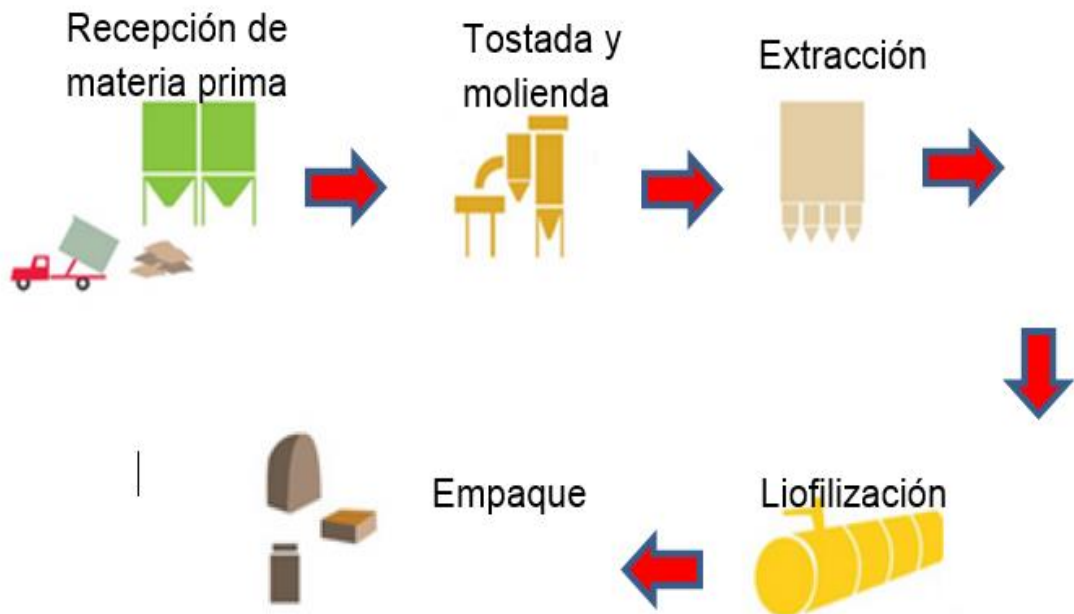 Recepción de
materia prima
Tostada y
molienda
Extracción
Liofilización
Empaque